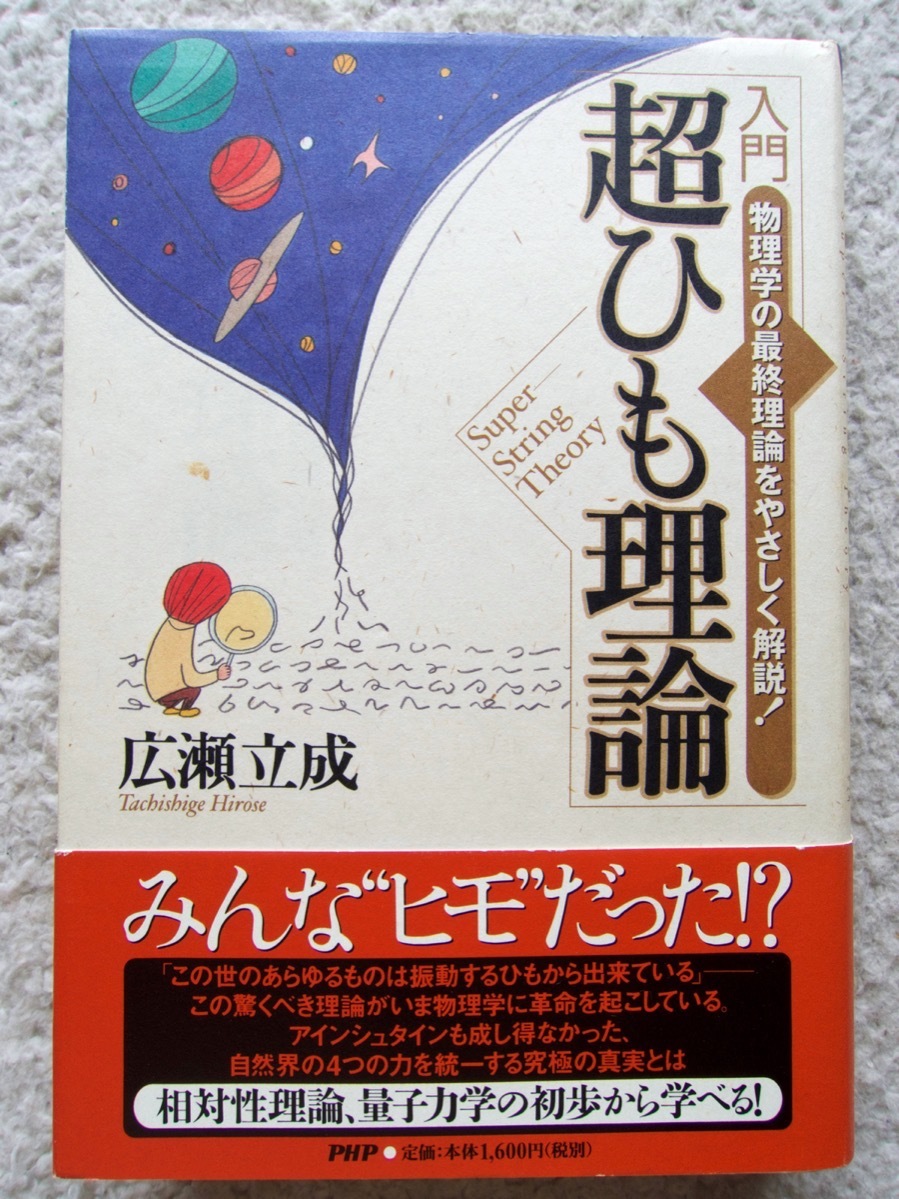 入門
超ひも理論
物理学の最終理論をやさしく解説!
Super
String
Theory
広瀬立成
Tachishige Hirose
みんな“ヒモ”だった!?
「この世のあらゆるものは振動するひもから出来ている」──
この驚くべき理論がいま物理学に革命を起こしている。
アインシュタインも成し得なかった、
自然界の4つの力を統一する究極の真実とは
相対性理論、量子力学の初歩から学べる!
PHP●定価:本体1,600円(税別)